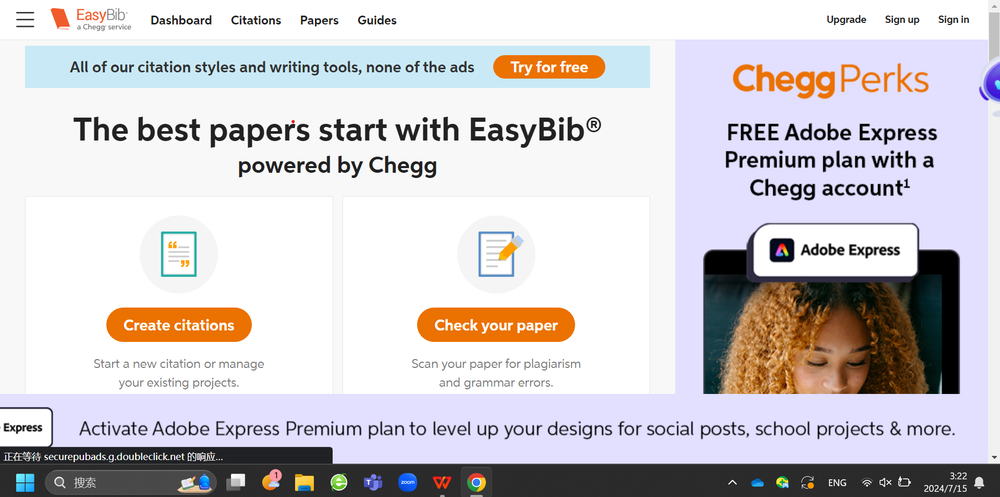 EasyBib®
a Chegg® service
Dashboard
Citations
Papers
Guides
Upgrade
Sign up
Sign in
All of our citation styles and writing tools, none of the ads
Try for free
The best papers start with EasyBib®
powered by Chegg
Create citations
Start a new citation or manage
your existing projects.
Check your paper
Scan your paper for plagiarism
and grammar errors.
CheggPerks
FREE Adobe Express
Premium plan with a
Chegg account¹
Adobe Express
Express
Activate Adobe Express Premium plan to level up your designs for social posts, school projects & more.
正在等待 securepubads.g.doubleclick.net 的响应...
搜索
1
T
zoom
ENG
3:22
2024/7/15